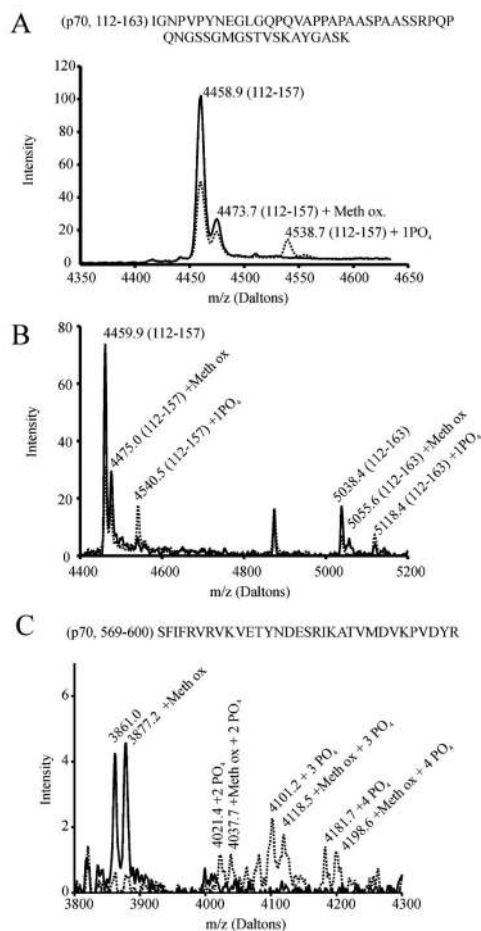 A
(p70, 112-163) IGNPVPYNEGLGQPQVAPPAPAASPAASSRPQP
QNGSSGMGSTVSKAYGASK
120
100
80
60
40
20
0
Intensity
4458.9 (112-157)
4473.7 (112-157) + Meth ox.
4538.7 (112-157) + 1PO4
4350 4400 4450 4500 4550 4600 4650
m/z (Daltons)
B
80
60
40
20
0
Intensity
4459.9 (112-157)
4475.0 (112-157) +Meth ox
4540.5 (112-157) +1PO4
5038.4 (112-163)
5055.6 (112-163) +Meth ox
5118.4 (112-163) +1PO4
4400 4600 4800 5000 5200
m/z (Daltons)
C
(p70, 569-600) SFIFRVRVKVETYNDESRIKATVMDVKPVDYR
6
4
2
0
Intensity
3861.0
3877.2 +Meth ox
4021.4 +2 PO4
4037.7 +Meth ox + 2 PO4
4101.2 + 3 PO4
4118.5 +Meth ox + 3 PO4
4181.7 +4 PO4
4198.6 +Meth ox + 4 PO4
3800 3900 4000 4100 4200 4300
m/z (Daltons)